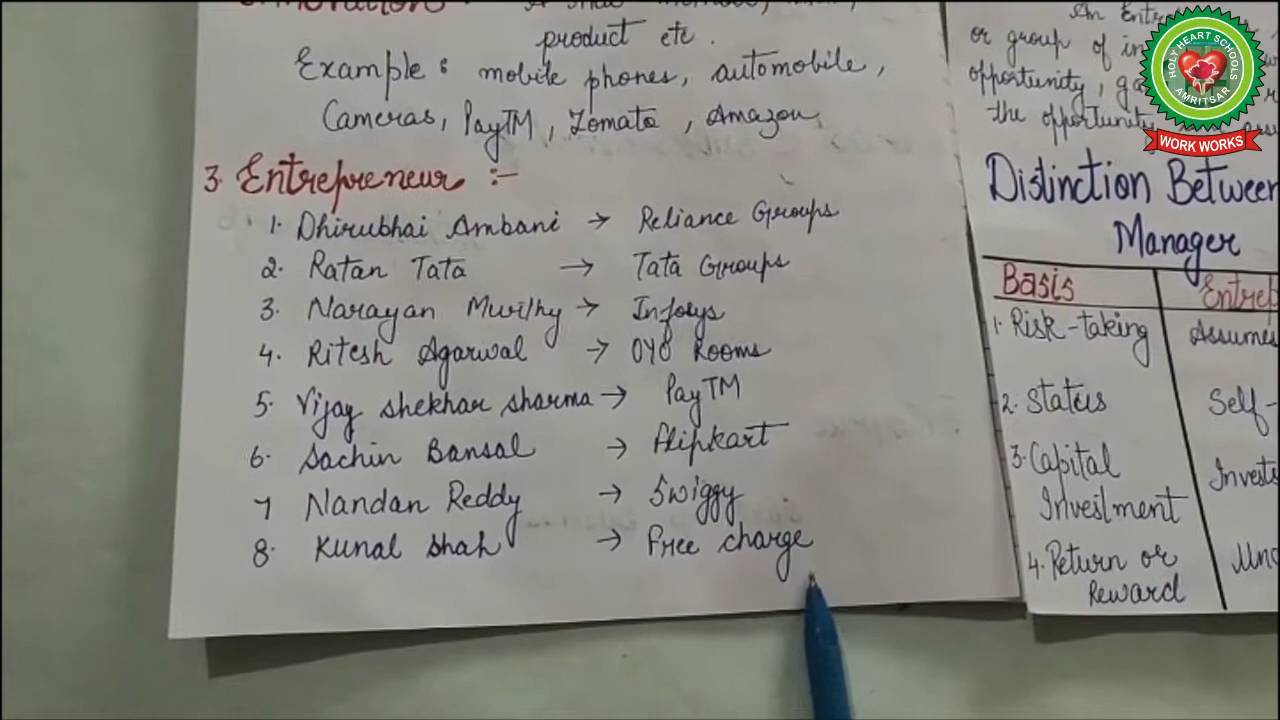 product etc.
Example : mobile phones, automobile,
Cameras, PayTM, Zomato, Amazon,
3. Entrepreneur :-
1. Dhirubhai Ambani → Reliance Groups
2. Ratan Tata → Tata Groups
3. Narayan Murthy → Infosys
4. Ritesh Agarwal → OYO Rooms
5. Vijay Shekhar Sharma → PayTM
6. Sachin Bansal → Flipkart
7 Nandan Reddy → Swiggy
8. Kunal Shah → Free charge
An
or group of
opportunity,
the opportunity
Distinction Between
Manager
Basis
1. Risk-taking Assumes
2. Status Self-
3. Capital Invests
Investment
4. Return or
Reward
HOLY HEART SCHOOLS
AMRITSAR
WORK WORKS